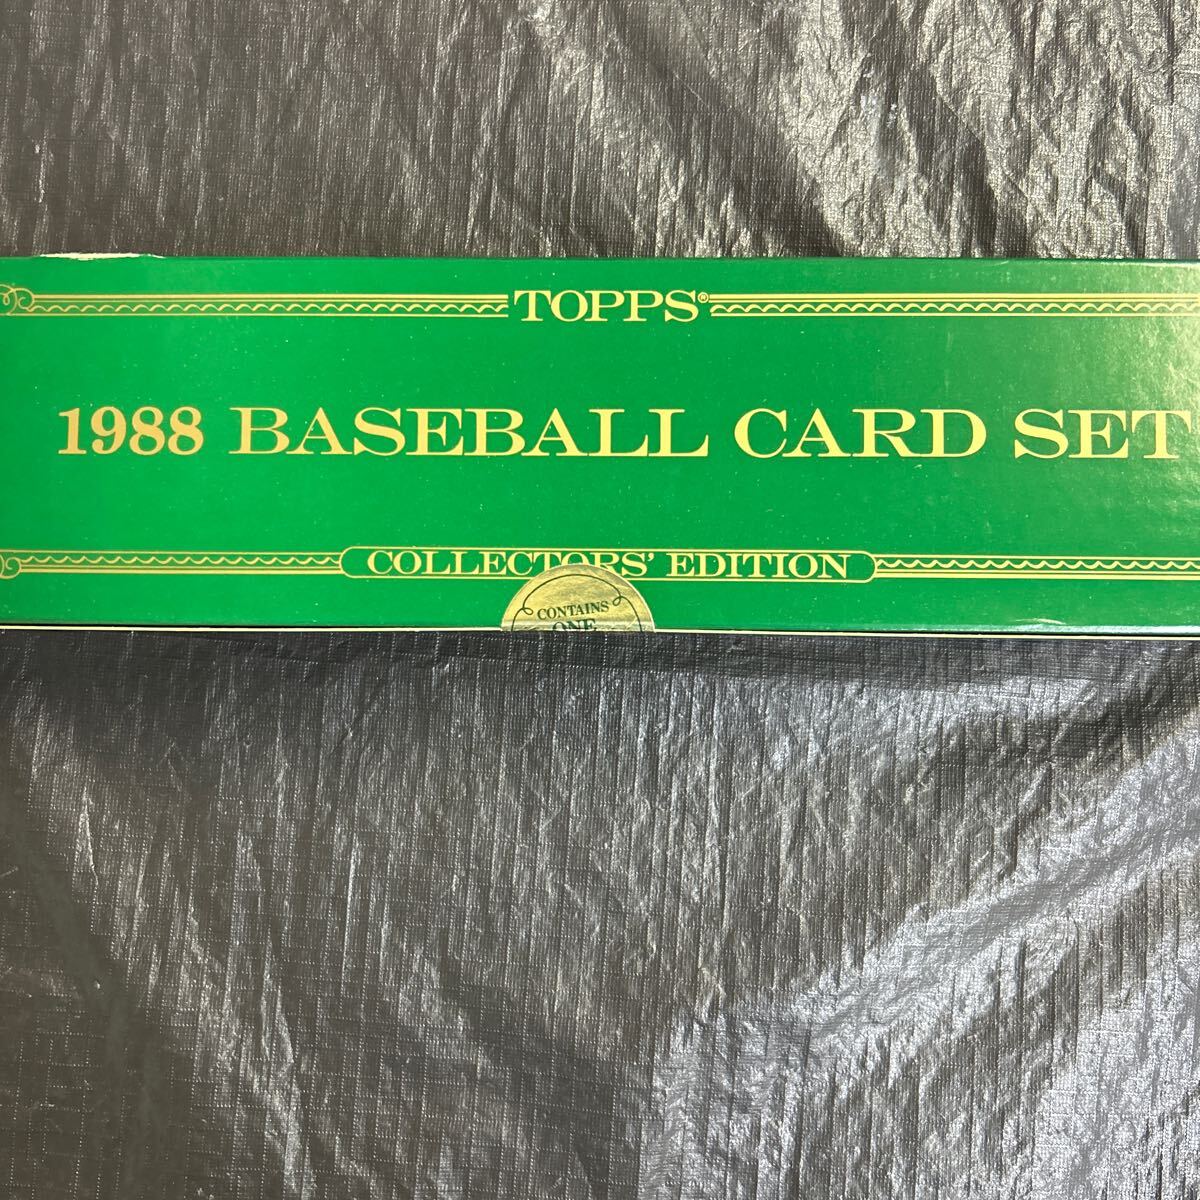 TOPPS®
1988 BASEBALL CARD SET
COLLECTORS' EDITION
CONTAINS
ONE